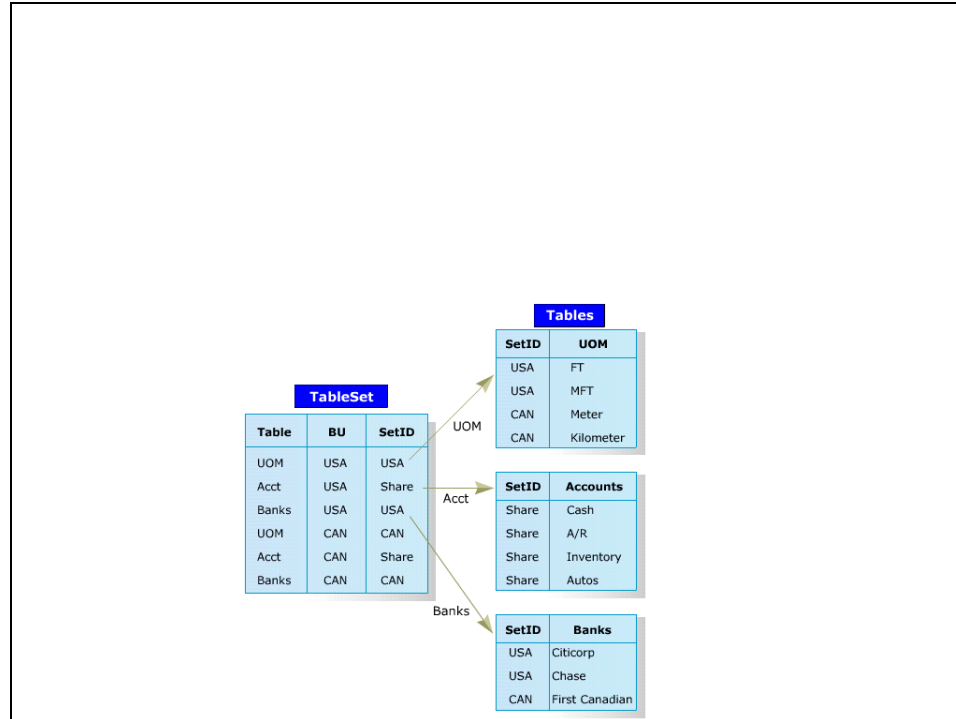 Tables
SetID UOM
USA FT
USA MFT
CAN Meter
CAN Kilometer
TableSet
Table BU SetID
UOM USA USA
Acct USA Share
Banks USA USA
UOM CAN CAN
Acct CAN Share
Banks CAN CAN
UOM
Acct
Banks
SetID Accounts
Share Cash
Share A/R
Share Inventory
Share Autos
SetID Banks
USA Citicorp
USA Chase
CAN First Canadian